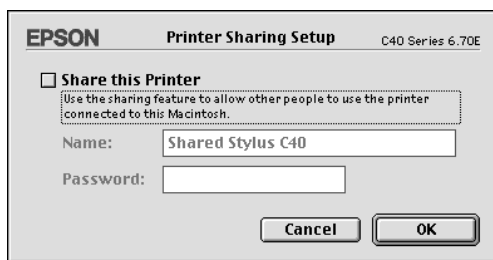 EPSON Printer Sharing Setup C40 Series 6.70E
Share this Printer
Use the sharing feature to allow other people to use the printer
connected to this Macintosh.
Name: Shared Stylus C40
Password:
Cancel OK